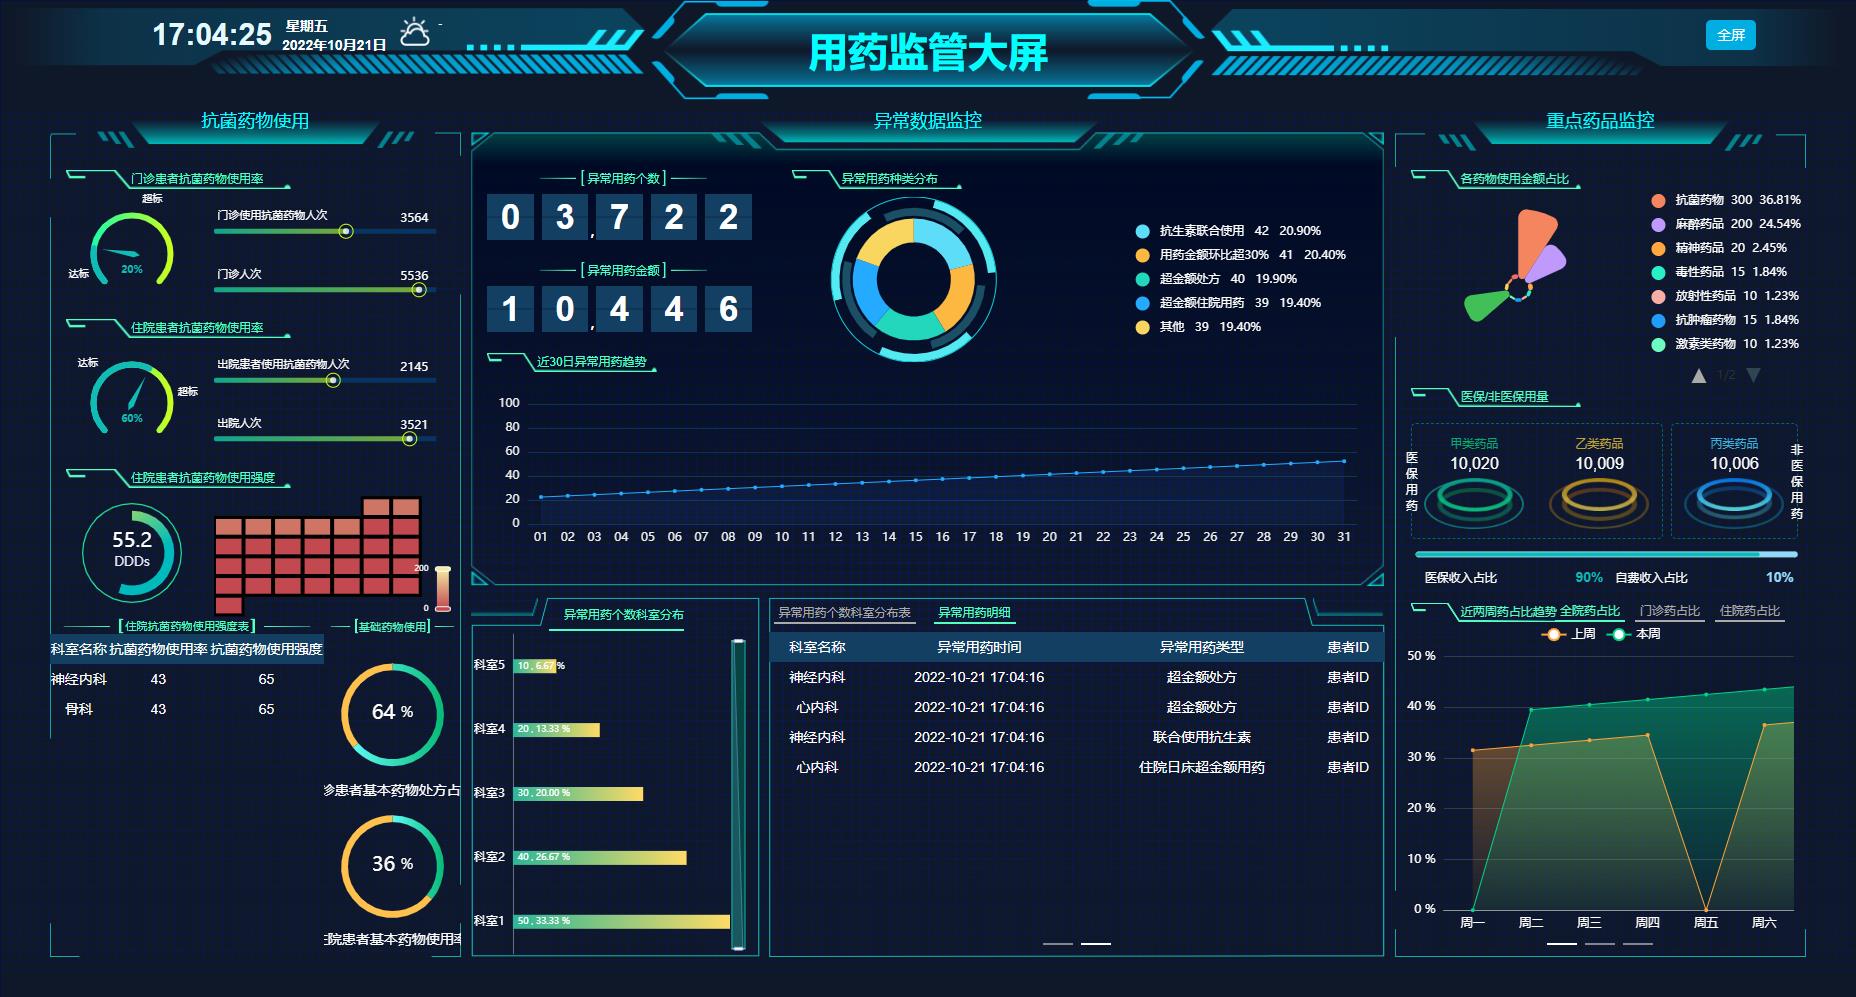 17:04:25
星期五
2022年10月21日
-
用药监管大屏
全屏
抗菌药物使用
门诊患者抗菌药物使用率
超标
达标
20%
门诊使用抗菌药物人次 3564
门诊人次 5536
住院患者抗菌药物使用率
达标
超标
60%
出院患者使用抗菌药物人次 2145
出院人次 3521
住院患者抗菌药物使用强度
55.2
DDDs
200
0
[住院抗菌药物使用强度表]
科室名称 抗菌药物使用率 抗菌药物使用强度
神经内科 43 65
骨科 43 65
[基础药物使用]
64 %
诊患者基本药物处方占
36 %
院患者基本药物使用率
异常数据监控
[ 异常用药个数 ]
0 3 , 7 2 2
[ 异常用药金额 ]
1 0 , 4 4 6
异常用药种类分布
抗生素联合使用 42 20.90%
用药金额环比超30% 41 20.40%
超金额处方 40 19.90%
超金额住院用药 39 19.40%
其他 39 19.40%
近30日异常用药趋势
100
80
60
40
20
0
01 02 03 04 05 06 07 08 09 10 11 12 13 14 15 16 17 18 19 20 21 22 23 24 25 26 27 28 29 30 31
异常用药个数科室分布
科室5 10 , 6.67 %
科室4 20 , 13.33 %
科室3 30 , 20.00 %
科室2 40 , 26.67 %
科室1 50 , 33.33 %
异常用药个数科室分布表 异常用药明细
科室名称 异常用药时间 异常用药类型 患者ID
神经内科 2022-10-21 17:04:16 超金额处方 患者ID
心内科 2022-10-21 17:04:16 超金额处方 患者ID
神经内科 2022-10-21 17:04:16 联合使用抗生素 患者ID
心内科 2022-10-21 17:04:16 住院日床超金额用药 患者ID
重点药品监控
各药物使用金额占比
抗菌药物 300 36.81%
麻醉药品 200 24.54%
精神药品 20 2.45%
毒性药品 15 1.84%
放射性药品 10 1.23%
抗肿瘤药物 15 1.84%
激素类药物 10 1.23%
1/2
医保/非医保用量
医保用药
甲类药品
10,020
乙类药品
10,009
丙类药品
10,006
非医保用药
医保收入占比 90% 自费收入占比 10%
近两周药占比趋势 全院药占比 门诊药占比 住院药占比
上周 本周
50 %
40 %
30 %
20 %
10 %
0 %
周一 周二 周三 周四 周五 周六